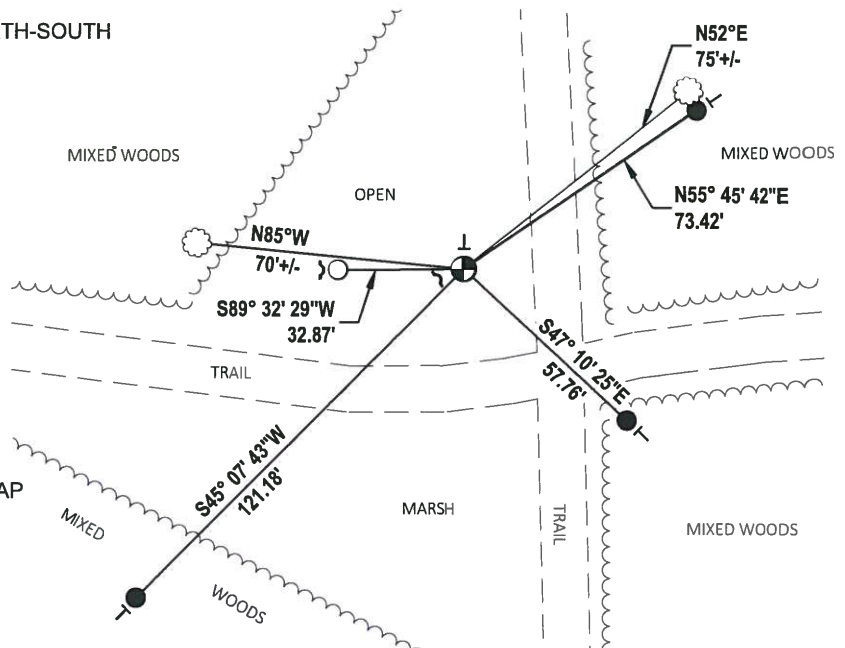 TH-SOUTH
N52°E
75'+/-
MIXED WOODS
MIXED WOODS
OPEN
N55° 45' 42"E
73.42'
N85°W
70'+/-
S89° 32' 29"W
32.87'
S47° 10' 25"E
57.76'
TRAIL
S45° 07' 43"W
121.18'
AP
MIXED
WOODS
MARSH
TRAIL
MIXED WOODS